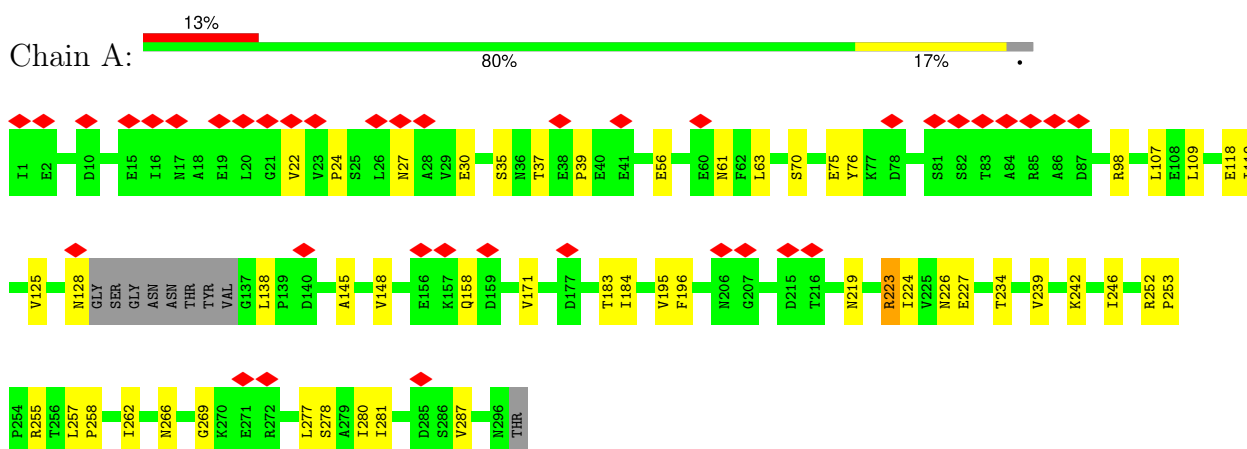 13%
Chain A:
80% 17% •
I1 E2 D10 E15 I16 N17 A18 E19 L20 G21 V22 V23 P24 S25 L26 N27 A28 V29 E30 S35 N36 T37 E38 P39 E40 E41 E56 E60 N61 F62 L63 S70 E75 Y76 K77 D78 S81 S82 T83 A84 R85 A86 D87 R98 L107 E108 L109 E118
V125 N128 GLY SER GLY ASN ASN THR TYR VAL G137 L138 P139 D140 A145 V148 E156 K157 Q158 D159 V171 D177 T183 I184 V195 F196 N206 G207 D215 T216 N219 R223 I224 V225 N226 E227 T234 V239 K242 I246 R252 P253
P254 R255 T256 L257 P258 I262 N266 G269 K270 E271 R272 L277 S278 A279 I280 I281 D285 S286 V287 N296 THR